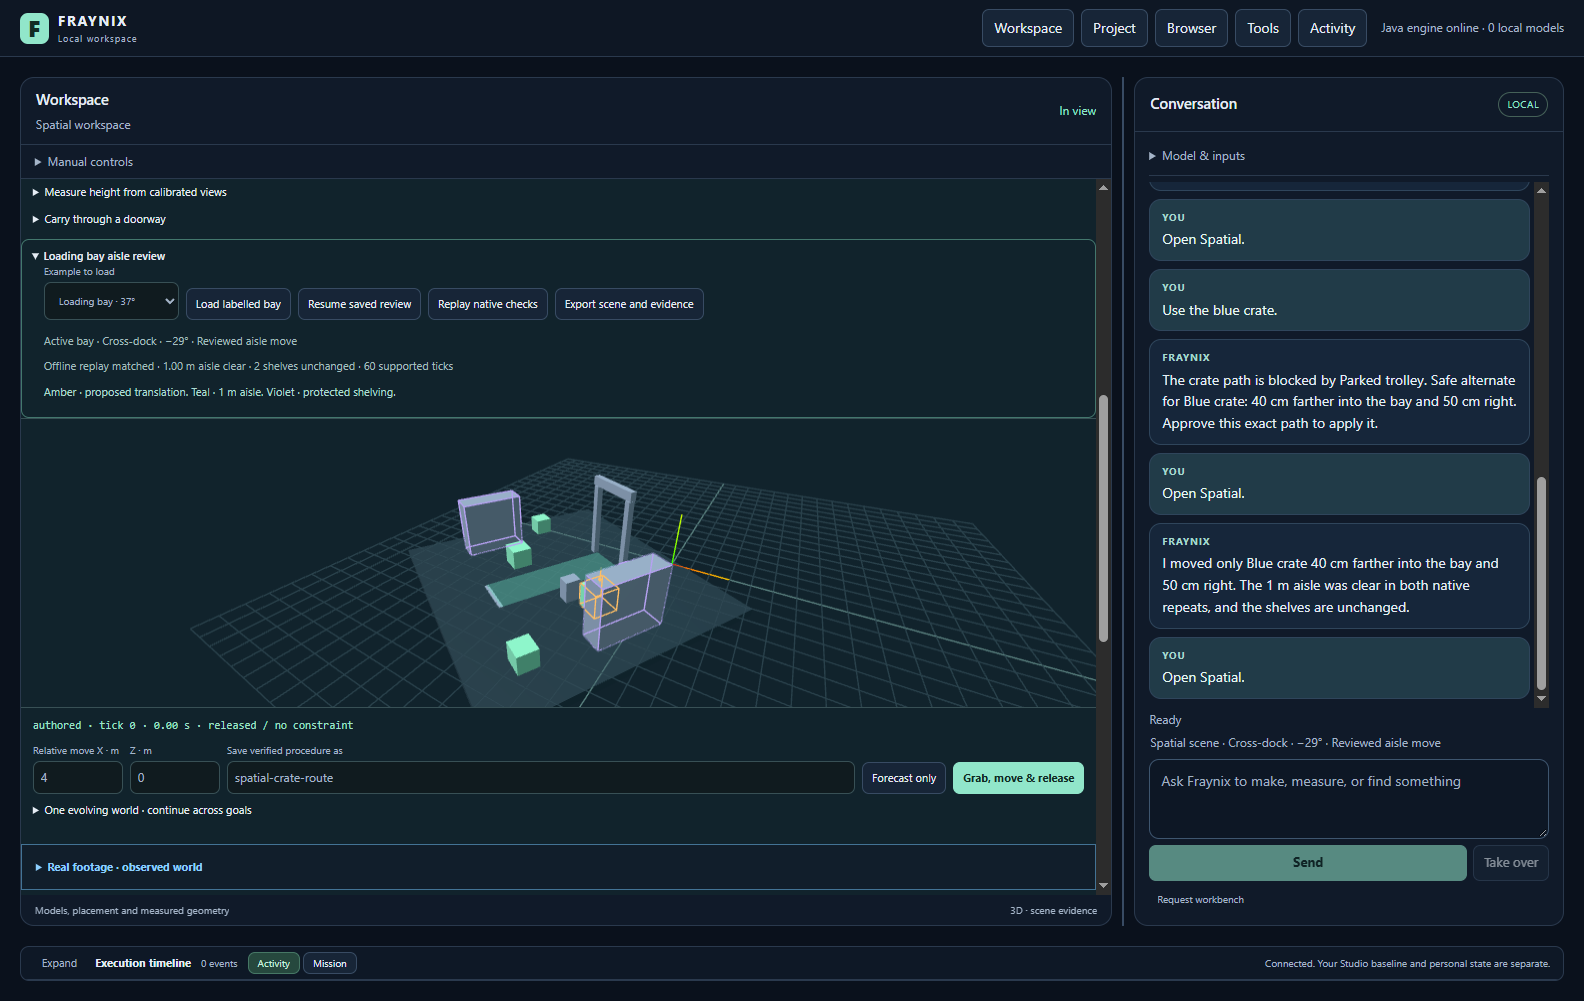 F
FRAYNIX
Local workspace
Workspace
Project
Browser
Tools
Activity
Java engine online · 0 local models
Workspace
Spatial workspace
In view
Manual controls
Measure height from calibrated views
Carry through a doorway
Loading bay aisle review
Example to load
Loading bay · 37°
Load labelled bay
Resume saved review
Replay native checks
Export scene and evidence
Active bay · Cross-dock · −29° · Reviewed aisle move
Offline replay matched · 1.00 m aisle clear · 2 shelves unchanged · 60 supported ticks
Amber · proposed translation. Teal · 1 m aisle. Violet · protected shelving.
authored · tick 0 · 0.00 s · released / no constraint
Relative move X · m
Z · m
Save verified procedure as
4
0
spatial-crate-route
Forecast only
Grab, move & release
One evolving world · continue across goals
Real footage · observed world
Models, placement and measured geometry
3D · scene evidence
Conversation
LOCAL
Model & inputs
YOU
Open Spatial.
YOU
Use the blue crate.
FRAYNIX
The crate path is blocked by Parked trolley. Safe alternate
for Blue crate: 40 cm farther into the bay and 50 cm right.
Approve this exact path to apply it.
YOU
Open Spatial.
FRAYNIX
I moved only Blue crate 40 cm farther into the bay and
50 cm right. The 1 m aisle was clear in both native
repeats, and the shelves are unchanged.
YOU
Open Spatial.
Ready
Spatial scene · Cross-dock · −29° · Reviewed aisle move
Ask Fraynix to make, measure, or find something
Send
Take over
Request workbench
Expand
Execution timeline
0 events
Activity
Mission
Connected. Your Studio baseline and personal state are separate.